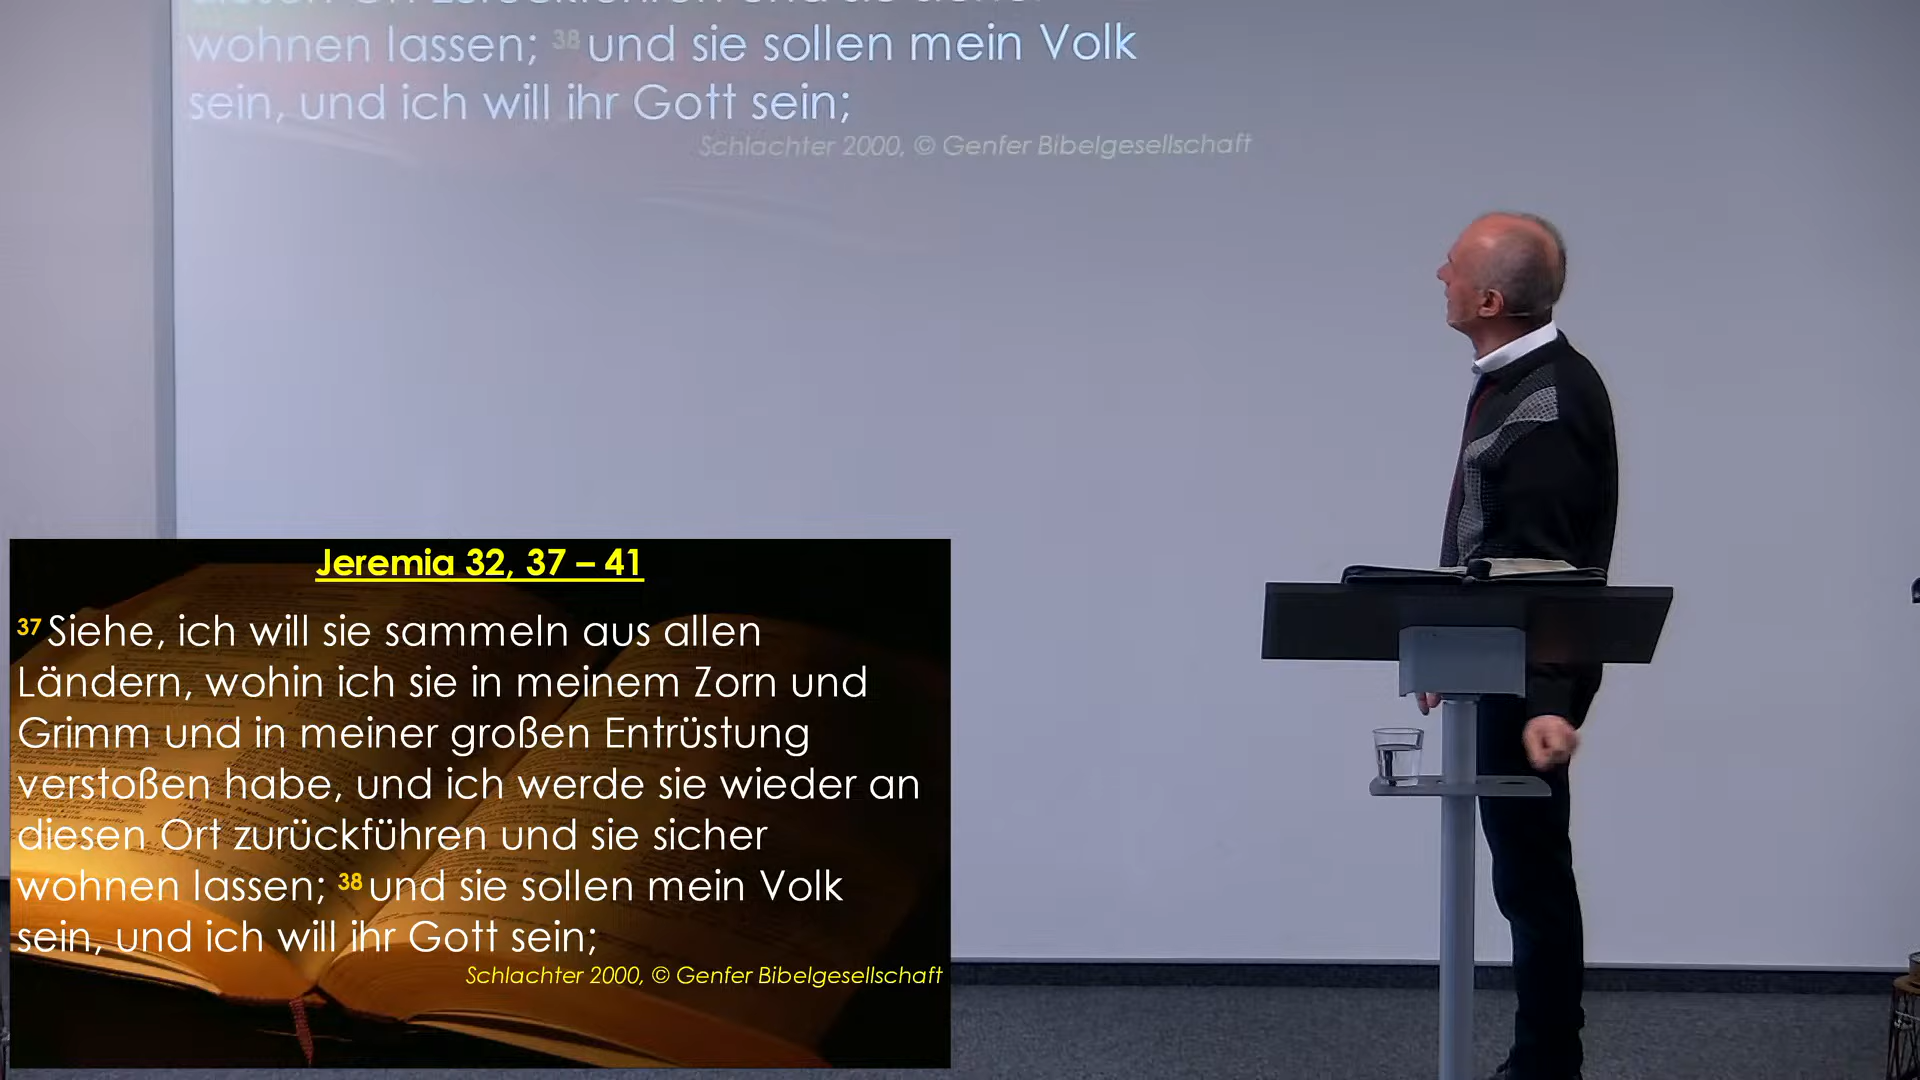 wohnen lassen; 38 und sie sollen mein Volk
sein, und ich will ihr Gott sein;
Schlachter 2000, © Genfer Bibelgesellschaft
Jeremia 32, 37 – 41
37 Siehe, ich will sie sammeln aus allen
Ländern, wohin ich sie in meinem Zorn und
Grimm und in meiner großen Entrüstung
verstoßen habe, und ich werde sie wieder an
diesen Ort zurückführen und sie sicher
wohnen lassen; 38 und sie sollen mein Volk
sein, und ich will ihr Gott sein;
Schlachter 2000, © Genfer Bibelgesellschaft